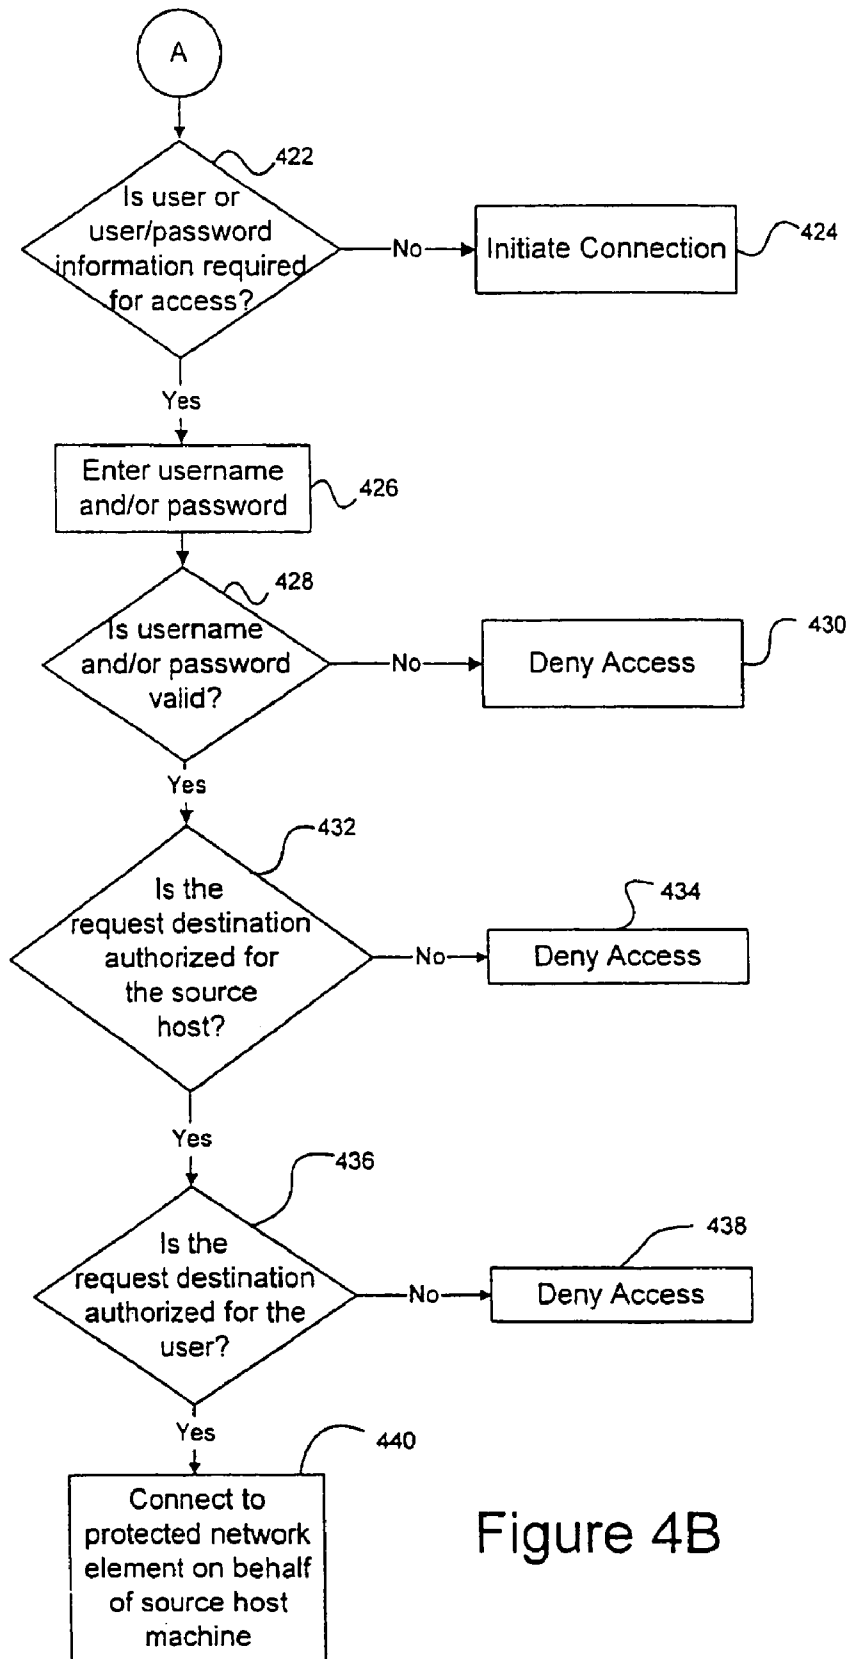 A
422
Is user or
user/password
information required
for access?
No
Initiate Connection
424
Yes
Enter username
and/or password
426
428
Is username
and/or password
valid?
No
Deny Access
430
Yes
432
Is the
request destination
authorized for
the source
host?
No
Deny Access
434
Yes
436
Is the
request destination
authorized for the
user?
No
Deny Access
438
Yes
440
Connect to
protected network
element on behalf
of source host
machine
Figure 4B